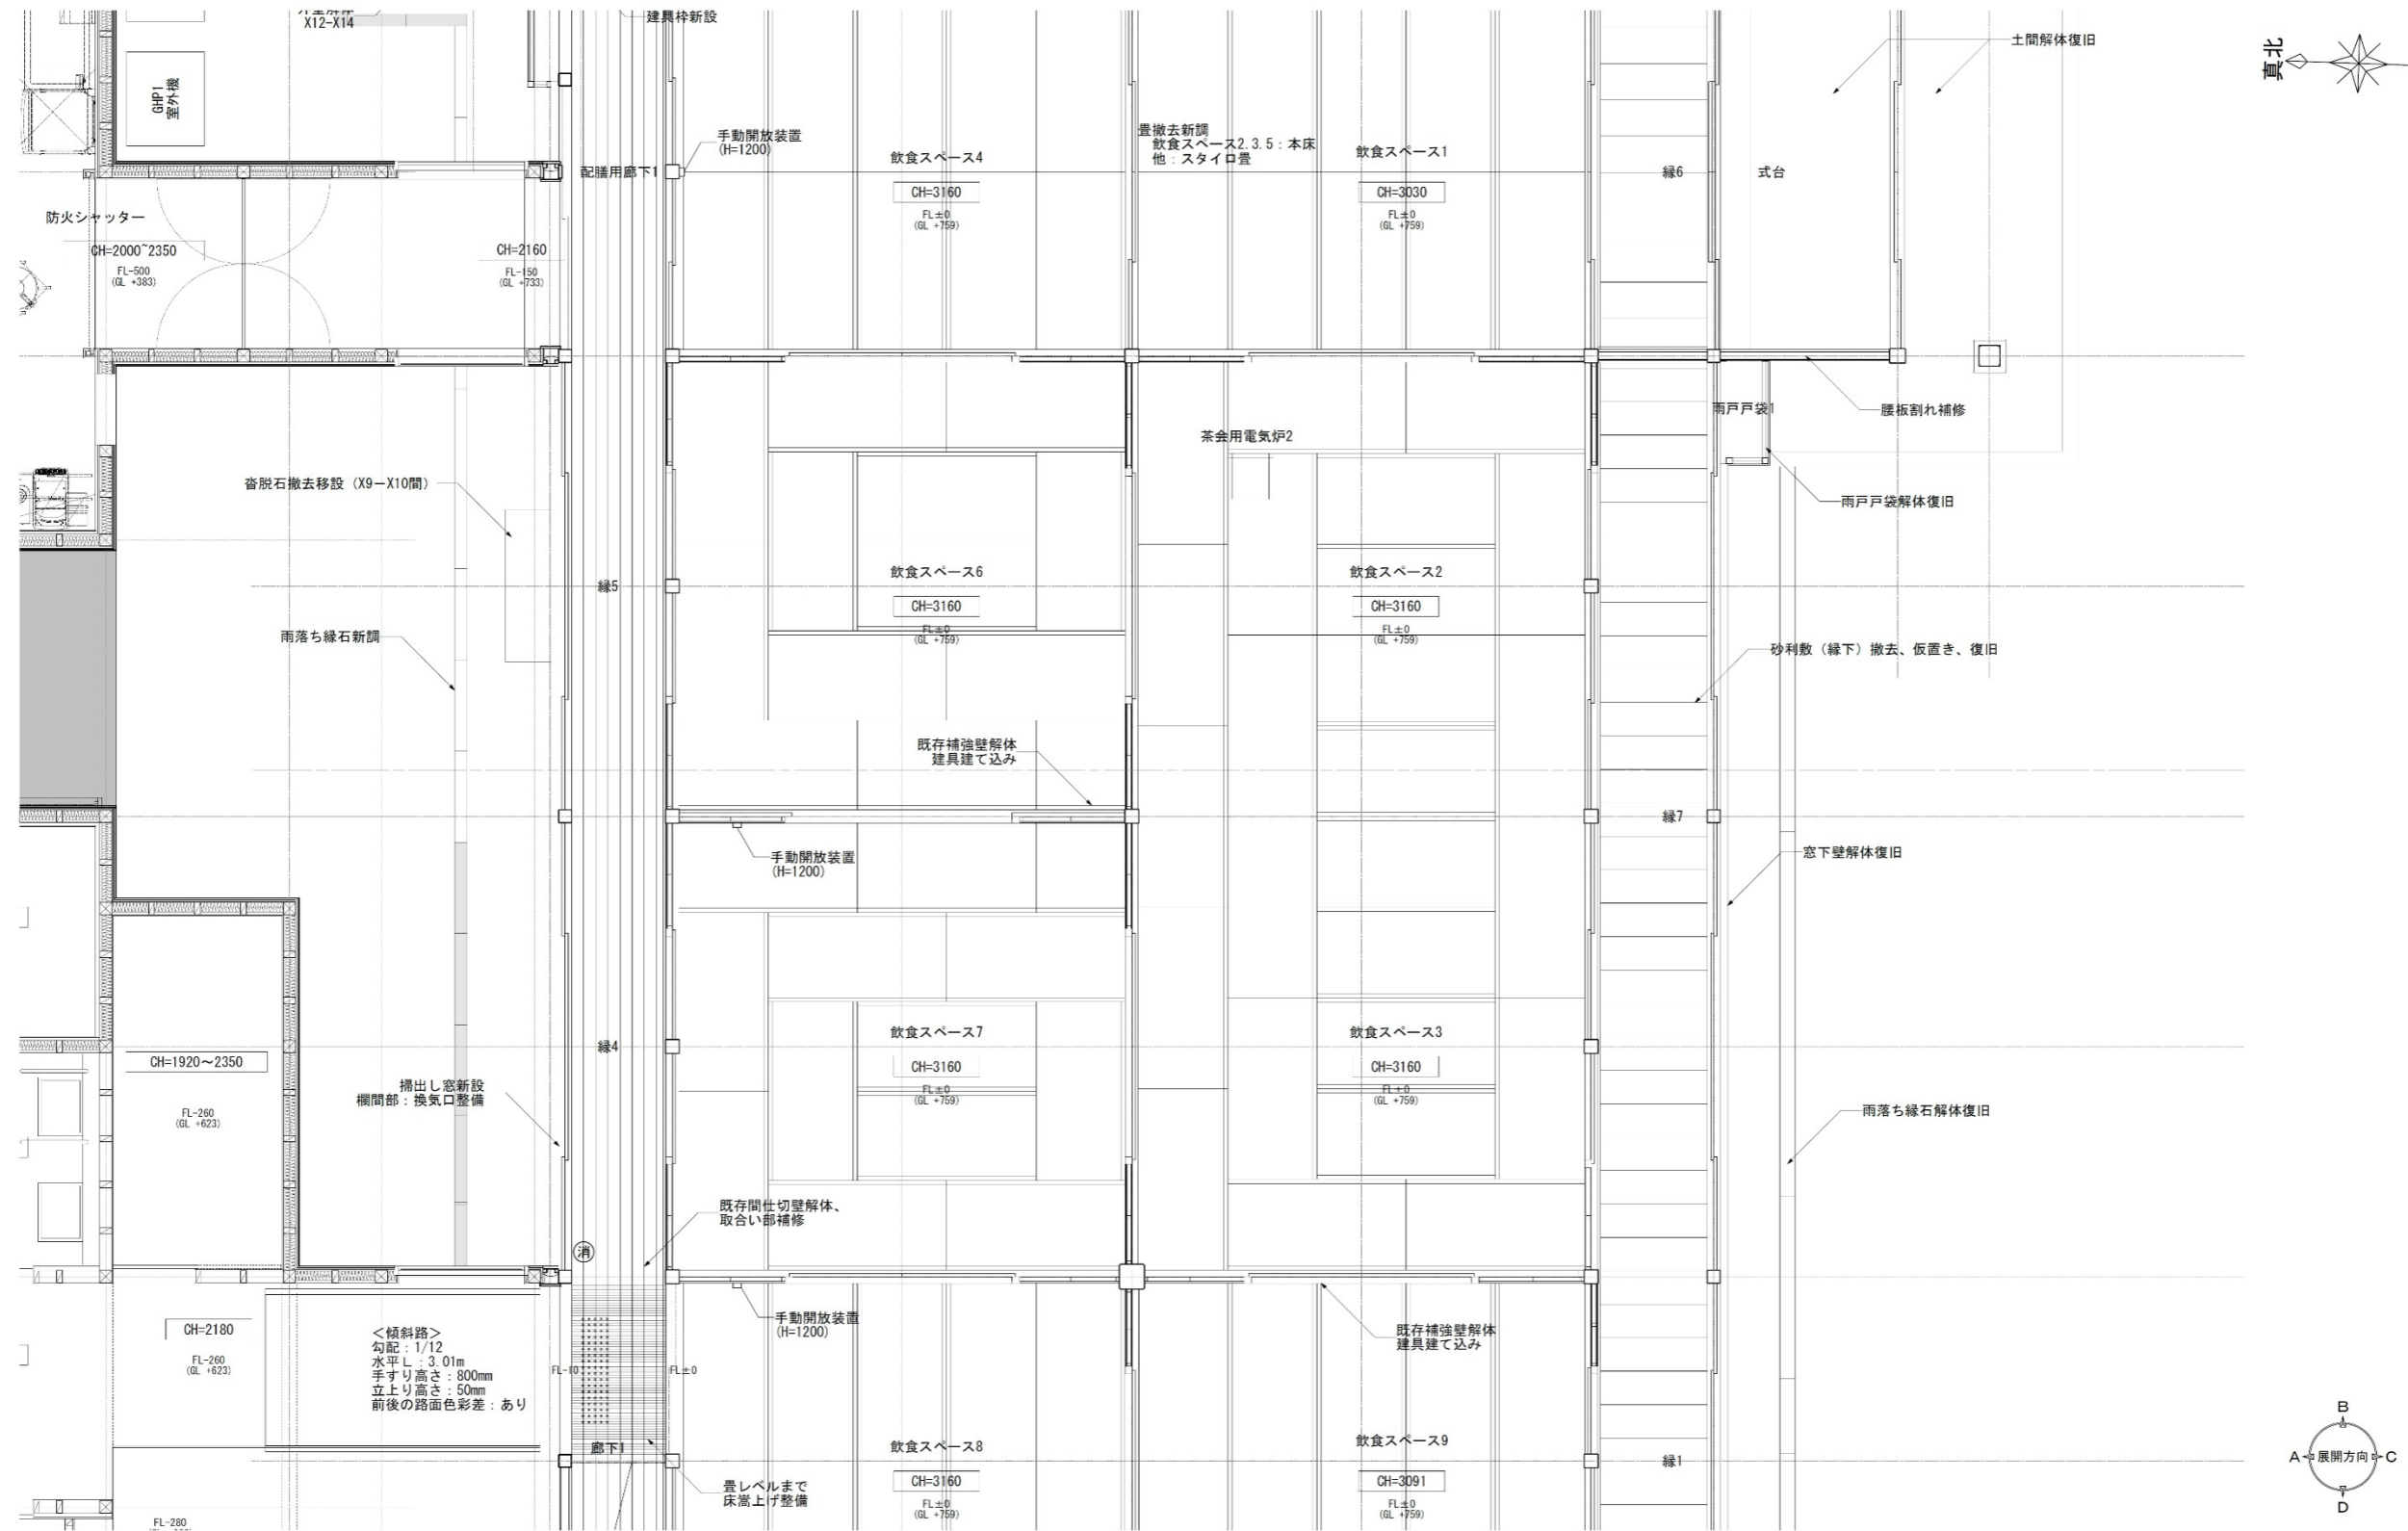 X12-X14
建具枠新設
土間解体復旧
真北
GHP1
室外機
手動開放装置
(H=1200)
畳撤去新調
飲食スペース2.3.5：本床
他：スタイロ畳
配膳用廊下1
飲食スペース4
CH=3160
FL±0
(GL +759)
飲食スペース1
CH=3030
FL±0
(GL +759)
縁6
式台
防火シャッター
CH=2000~2350
FL-500
(GL +383)
CH=2160
FL-150
(GL +733)
雨戸戸袋1
腰板割れ補修
茶会用電気炉2
沓脱石撤去移設（X9－X10間）
雨戸戸袋解体復旧
縁5
飲食スペース6
CH=3160
FL±0
(GL +759)
飲食スペース2
CH=3160
FL±0
(GL +759)
雨落ち縁石新調
砂利敷（縁下）撤去、仮置き、復旧
既存補強壁解体
建具建て込み
縁7
手動開放装置
(H=1200)
窓下壁解体復旧
縁4
飲食スペース7
CH=3160
FL±0
(GL +759)
飲食スペース3
CH=3160
FL±0
(GL +759)
CH=1920～2350
FL-260
(GL +623)
掃出し窓新設
欄間部：換気口整備
雨落ち縁石解体復旧
既存間仕切壁解体、
取合い部補修
消
手動開放装置
(H=1200)
既存補強壁解体
建具建て込み
CH=2180
FL-260
(GL +623)
＜傾斜路＞
勾配：1/12
水平Ｌ：3.01m
手すり高さ：800mm
立上り高さ：50mm
前後の路面色彩差：あり
FL-10
FL±0
廊下1
飲食スペース8
CH=3160
FL±0
(GL +759)
飲食スペース9
CH=3091
FL±0
(GL +759)
縁1
畳レベルまで
床嵩上げ整備
FL-280
B
A 展開方向 C
D